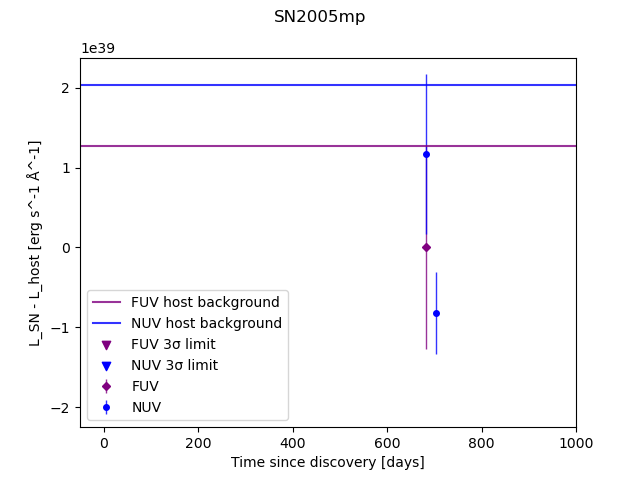 SN2005mp
1e39
L_SN - L_host [erg s^-1 Å^-1]
2
1
0
−1
−2
FUV host background
NUV host background
FUV 3σ limit
NUV 3σ limit
FUV
NUV
0 200 400 600 800 1000
Time since discovery [days]